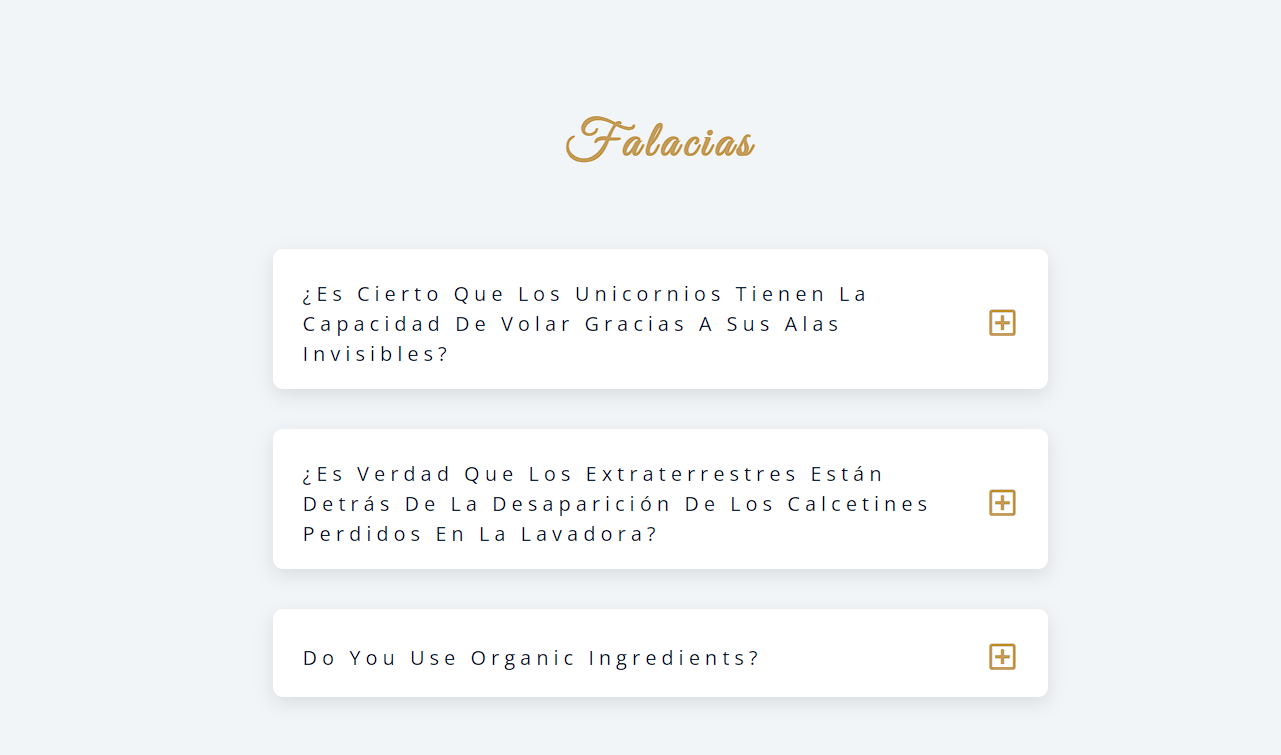 Falacias
¿Es Cierto Que Los Unicornios Tienen La
Capacidad De Volar Gracias A Sus Alas
Invisibles?
¿Es Verdad Que Los Extraterrestres Están
Detrás De La Desaparición De Los Calcetines
Perdidos En La Lavadora?
Do You Use Organic Ingredients?